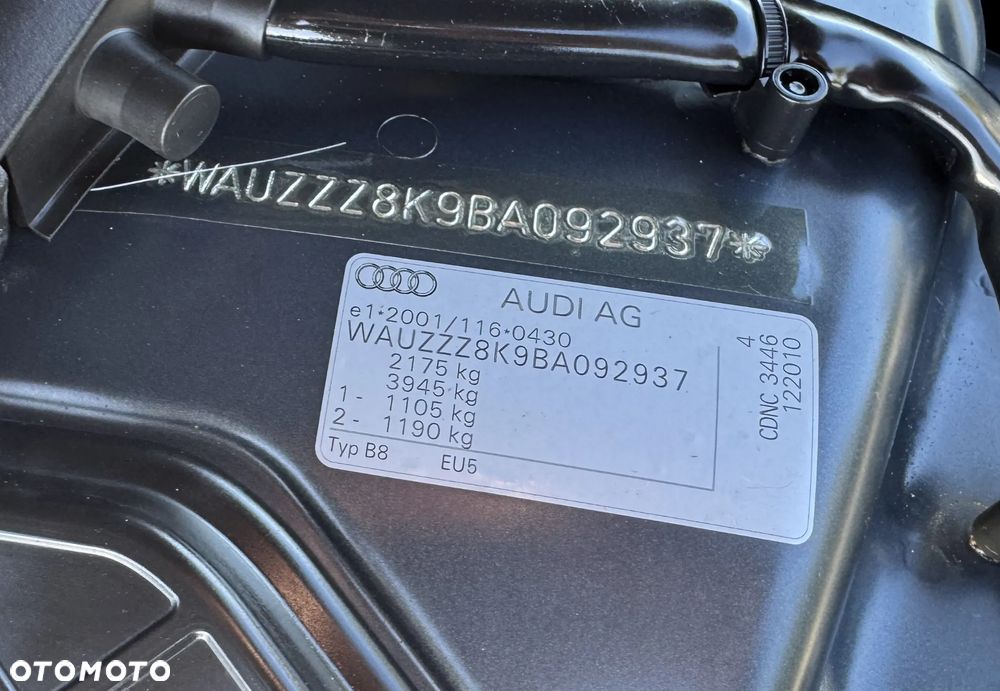 *WAUZZZ8K9BA092937*
AUDI AG
e1*2001/116*0430
WAUZZZ8K9BA092937
2175 kg
3945 kg
1 - 1105 kg
2 - 1190 kg
Typ B8 EU5
4
CDNC 3446
122010
OTOMOTO